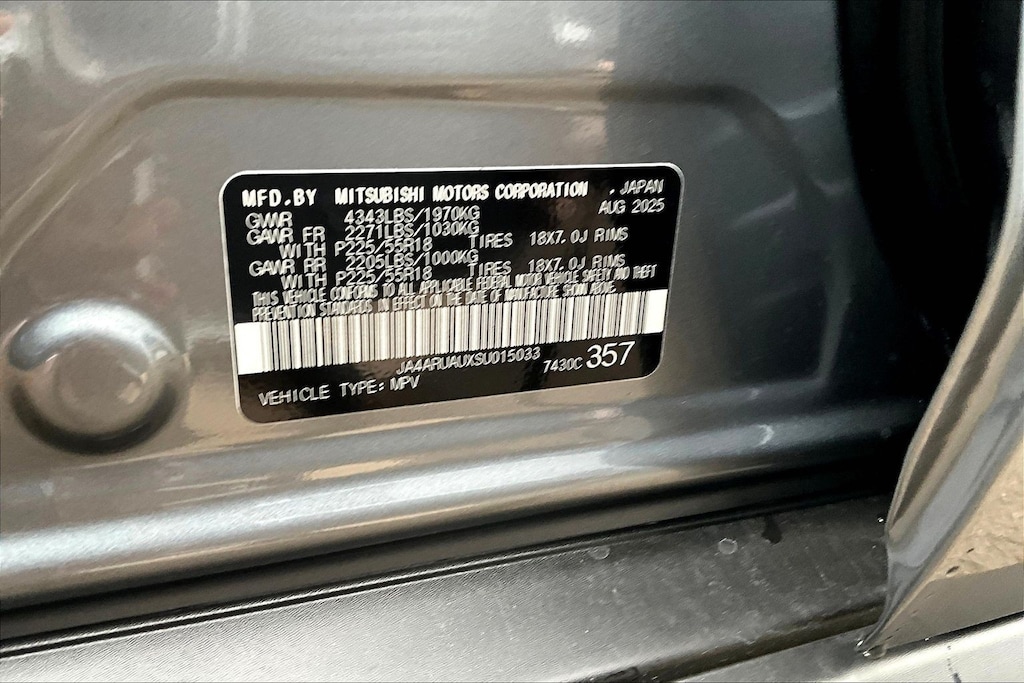 MFD.BY MITSUBISHI MOTORS CORPORATION , JAPAN
GVWR 4343LBS/1970KG AUG 2025
GAWR FR 2271LBS/1030KG
WITH P225/55R18 TIRES 18X7.0J RIMS
GAWR RR 2205LBS/1000KG
WITH P225/55R18 TIRES 18X7.0J RIMS
THIS VEHICLE CONFORMS TO ALL APPLICABLE FEDERAL MOTOR VEHICLE SAFETY AND THEFT
PREVENTION STANDARDS IN EFFECT ON THE DATE OF MANUFACTURE SHOWN ABOVE.
JA4ARUAUXSU015033 7430C 357
VEHICLE TYPE: MPV